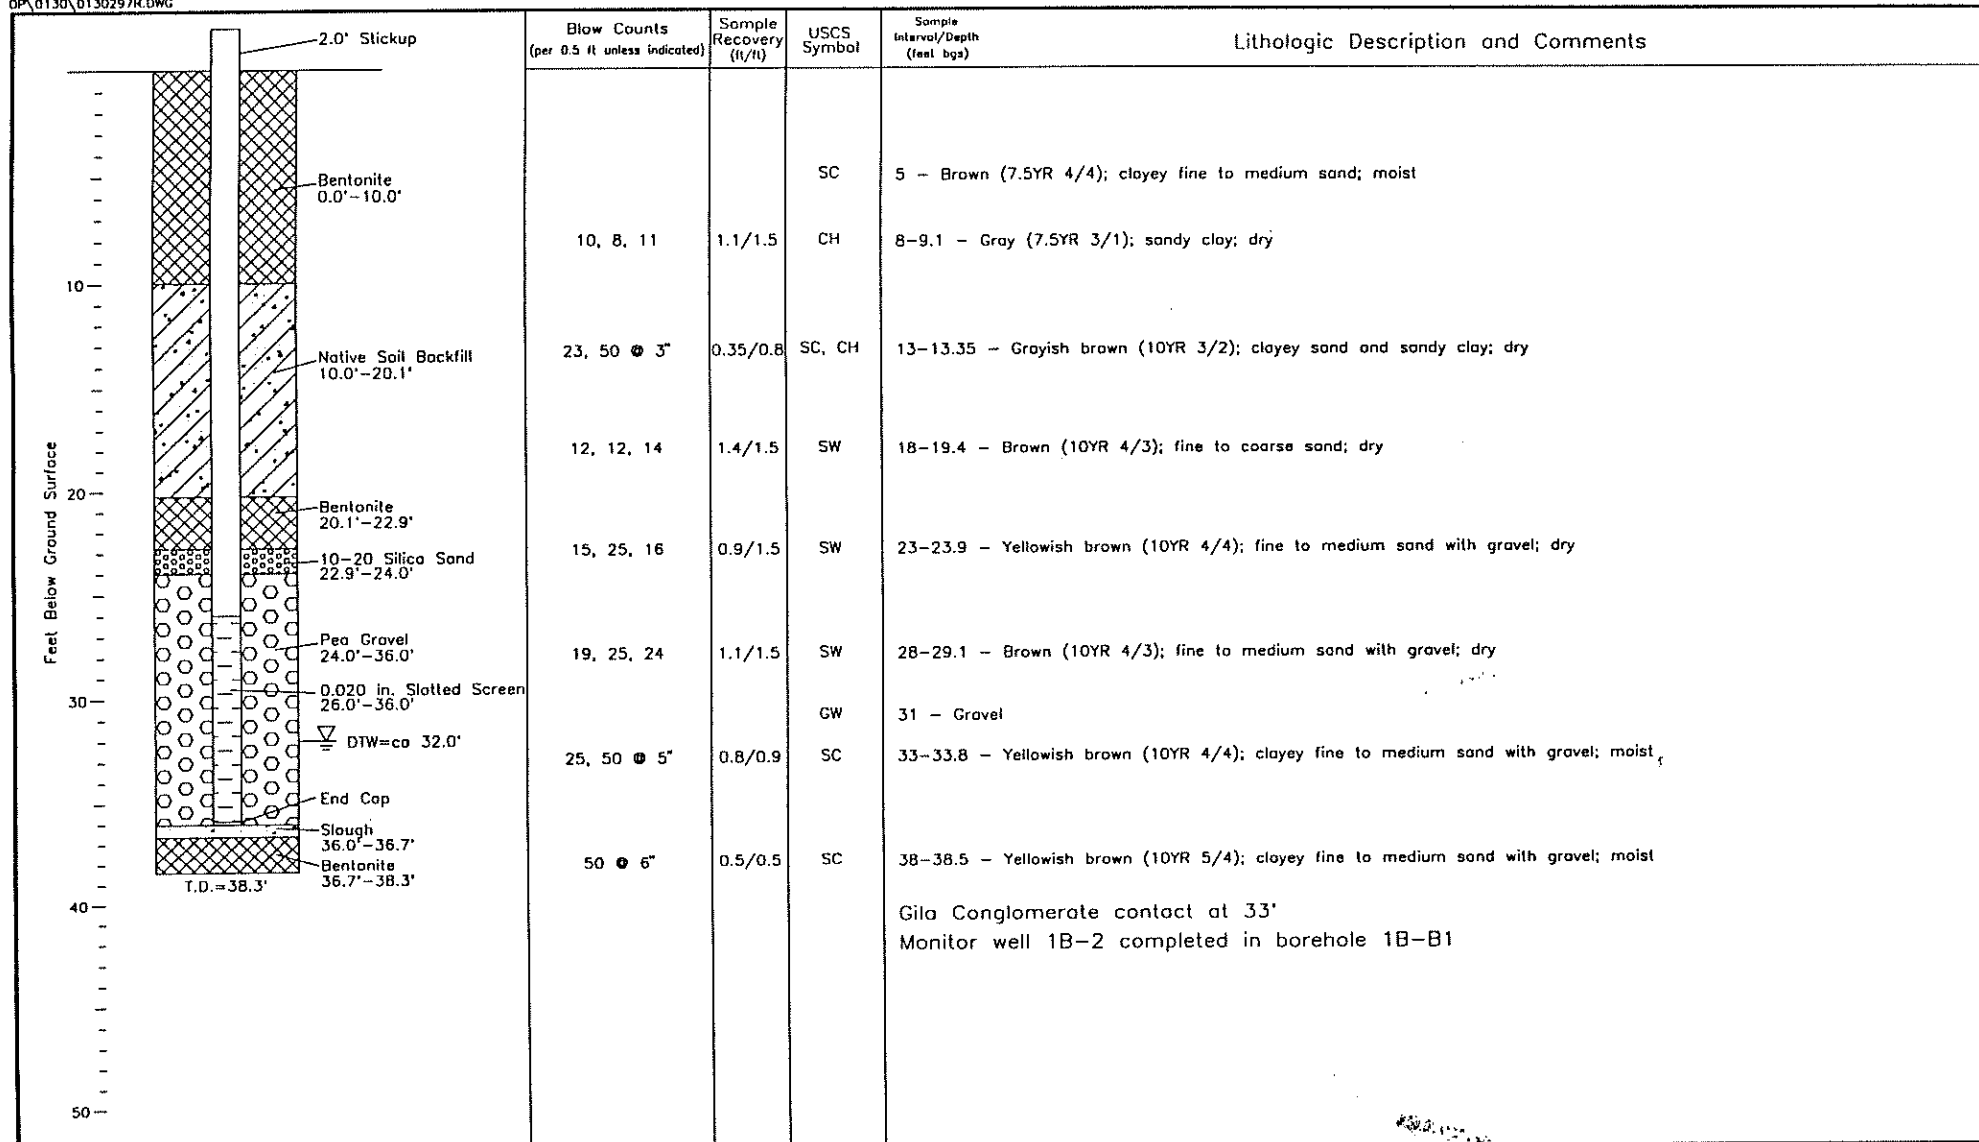 OP\0130\0130297R.DWG
Blow Counts
(per 0.5 ft unless indicated)
Sample
Recovery
(ft/ft)
USCS
Symbol
Sample
Interval/Depth
(feet bgs)
Lithologic Description and Comments
2.0' Stickup
Bentonite
0.0'-10.0'
SC 5 - Brown (7.5YR 4/4); clayey fine to medium sand; moist
10, 8, 11 1.1/1.5 CH 8-9.1 - Gray (7.5YR 3/1); sandy clay; dry
10
Native Soil Backfill
10.0'-20.1'
23, 50 @ 3" 0.35/0.8 SC, CH 13-13.35 - Grayish brown (10YR 3/2); clayey sand and sandy clay; dry
12, 12, 14 1.4/1.5 SW 18-19.4 - Brown (10YR 4/3); fine to coarse sand; dry
Feet Below Ground Surface
20
Bentonite
20.1'-22.9'
10-20 Silica Sand
22.9'-24.0'
15, 25, 16 0.9/1.5 SW 23-23.9 - Yellowish brown (10YR 4/4); fine to medium sand with gravel; dry
Pea Gravel
24.0'-36.0'
19, 25, 24 1.1/1.5 SW 28-29.1 - Brown (10YR 4/3); fine to medium sand with gravel; dry
0.020 in. Slotted Screen
26.0'-36.0'
30
GW 31 - Gravel
DTW=ca 32.0'
25, 50 @ 5" 0.8/0.9 SC 33-33.8 - Yellowish brown (10YR 4/4); clayey fine to medium sand with gravel; moist
End Cap
Slough
36.0'-36.7'
Bentonite
36.7'-38.3'
50 @ 6" 0.5/0.5 SC 38-38.5 - Yellowish brown (10YR 5/4); clayey fine to medium sand with gravel; moist
T.D.=38.3'
40
Gila Conglomerate contact at 33'
Monitor well 1B-2 completed in borehole 1B-B1
50